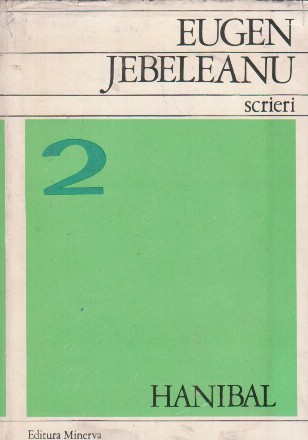 EUGEN
JEBELEANU
scrieri
2
HANIBAL
Editura Minerva